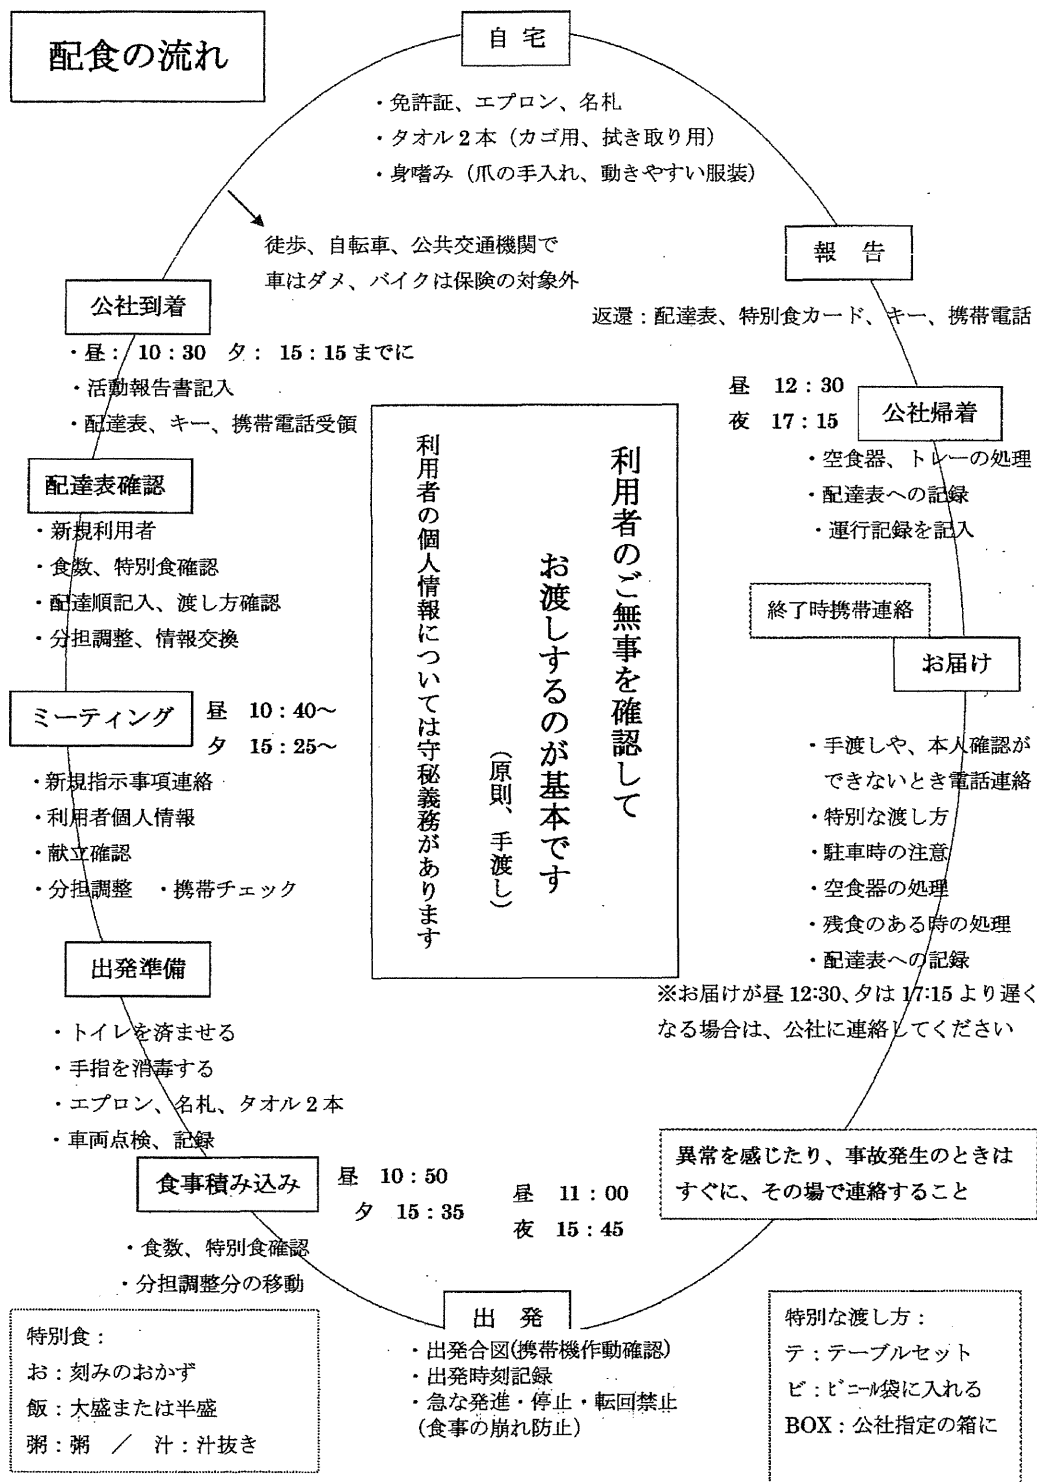 配食の流れ
自宅
・免許証、エプロン、名札
・タオル2本（カゴ用、拭き取り用）
・身嗜み（爪の手入れ、動きやすい服装）
徒歩、自転車、公共交通機関で
車はダメ、バイクは保険の対象外
公社到着
・昼： 10：30 夕： 15：15までに
・活動報告書記入
・配達表、キー、携帯電話受領
配達表確認
・新規利用者
・食数、特別食確認
・配達順記入、渡し方確認
・分担調整、情報交換
ミーティング
昼 10：40～
夕 15：25～
・新規指示事項連絡
・利用者個人情報
・献立確認
・分担調整 ・携帯チェック
出発準備
・トイレを済ませる
・手指を消毒する
・エプロン、名札、タオル2本
・車両点検、記録
食事積み込み
昼 10：50
夕 15：35
・食数、特別食確認
・分担調整分の移動
昼 11：00
夜 15：45
出発
・出発合図(携帯機作動確認)
・出発時刻記録
・急な発進・停止・転回禁止
(食事の崩れ防止)
異常を感じたり、事故発生のときは
すぐに、その場で連絡すること
お届け
終了時携帯連絡
・手渡しや、本人確認が
できないとき電話連絡
・特別な渡し方
・駐車時の注意
・空食器の処理
・残食のある時の処理
・配達表への記録
※お届けが昼12:30、夕は17:15より遅く
なる場合は、公社に連絡してください
公社帰着
昼 12：30
夜 17：15
・空食器、トレーの処理
・配達表への記録
・運行記録を記入
報告
返還：配達表、特別食カード、キー、携帯電話
利用者のご無事を確認して
お渡しするのが基本です
（原則、手渡し）
利用者の個人情報については守秘義務があります
特別食：
お：刻みのおかず
飯：大盛または半盛
粥：粥 ／ 汁：汁抜き
特別な渡し方：
テ：テーブルセット
ビ：ﾋﾞﾆｰﾙ袋に入れる
BOX：公社指定の箱に